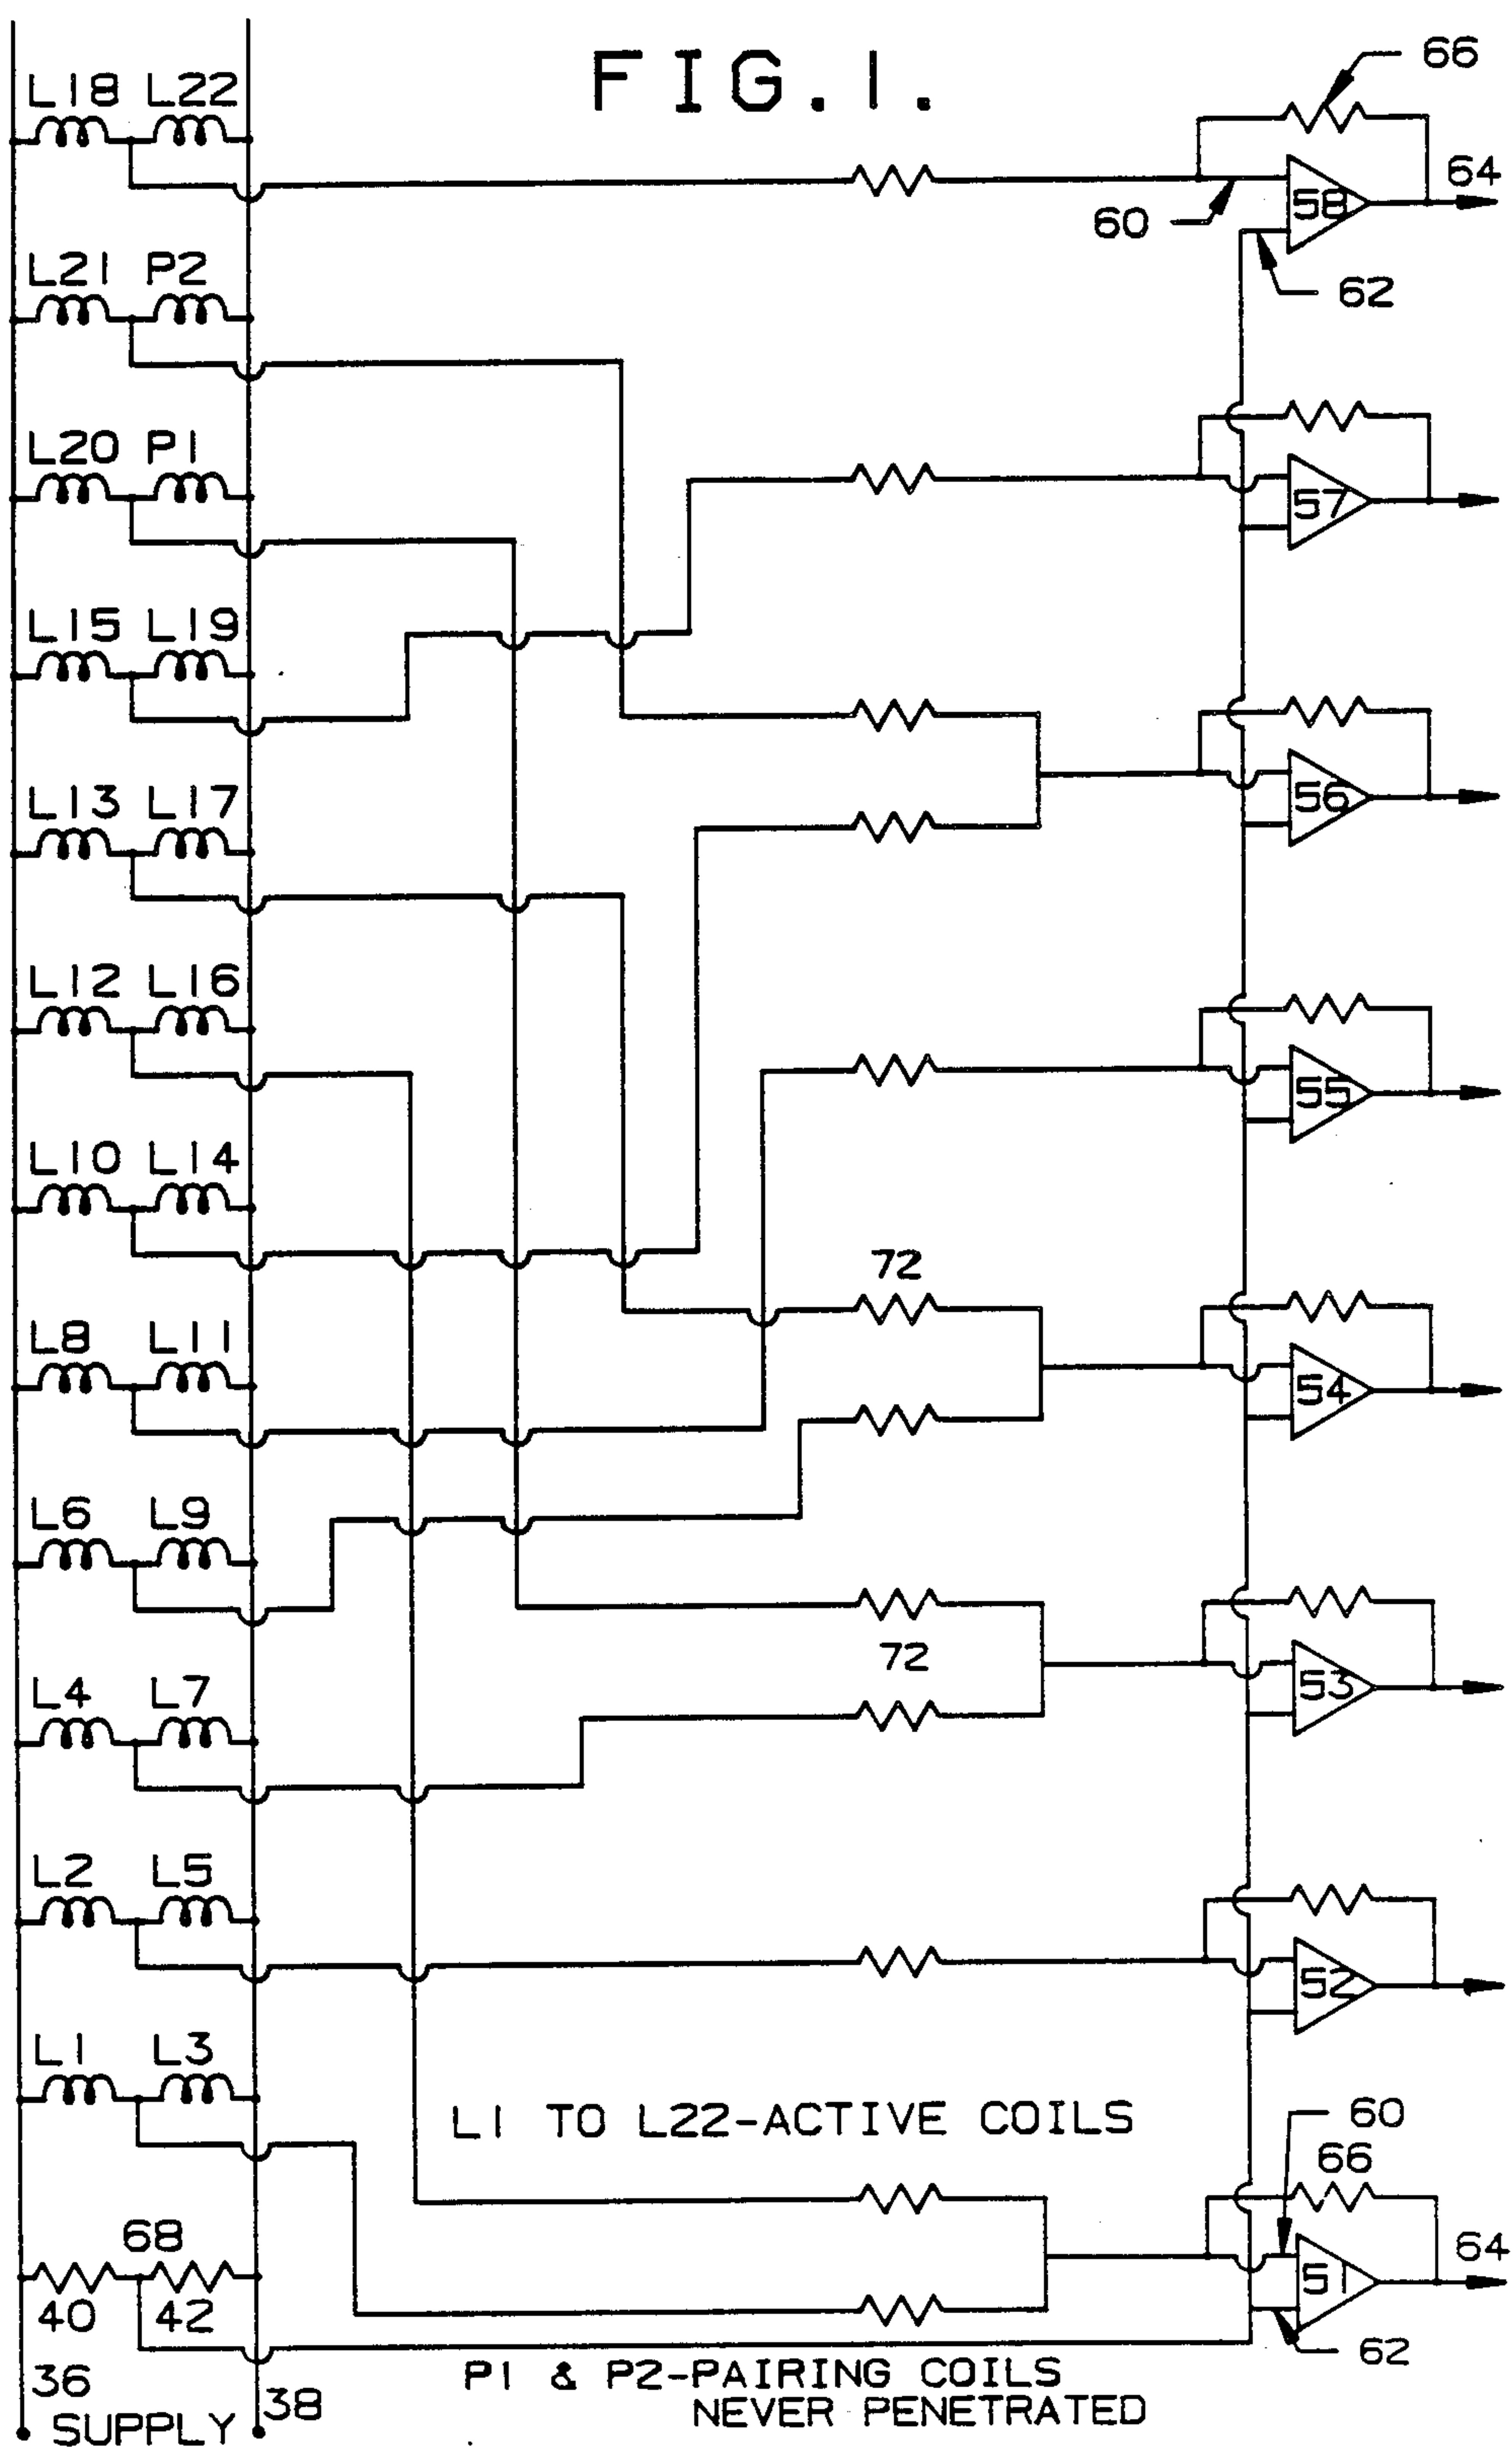 FIG. 1.
66
L18 L22
64
58
60
62
L21 P2
L20 P1
57
L15 L19
L13 L17
56
L12 L16
55
L10 L14
72
L8 L11
54
L6 L9
72
53
L4 L7
L2 L5
52
L1 L3
L1 TO L22-ACTIVE COILS
60
66
68
64
51
40 42
62
P1 & P2-PAIRING COILS
NEVER PENETRATED
36
38
SUPPLY